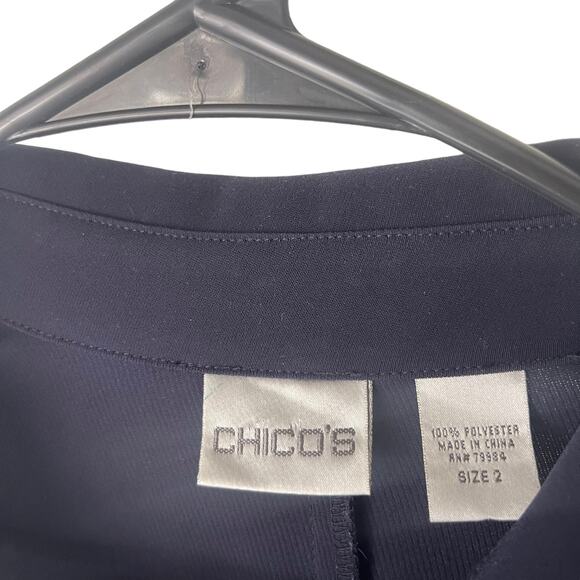 CHICO'S
100% POLYESTER
MADE IN CHINA
RN# 79984
SIZE 2